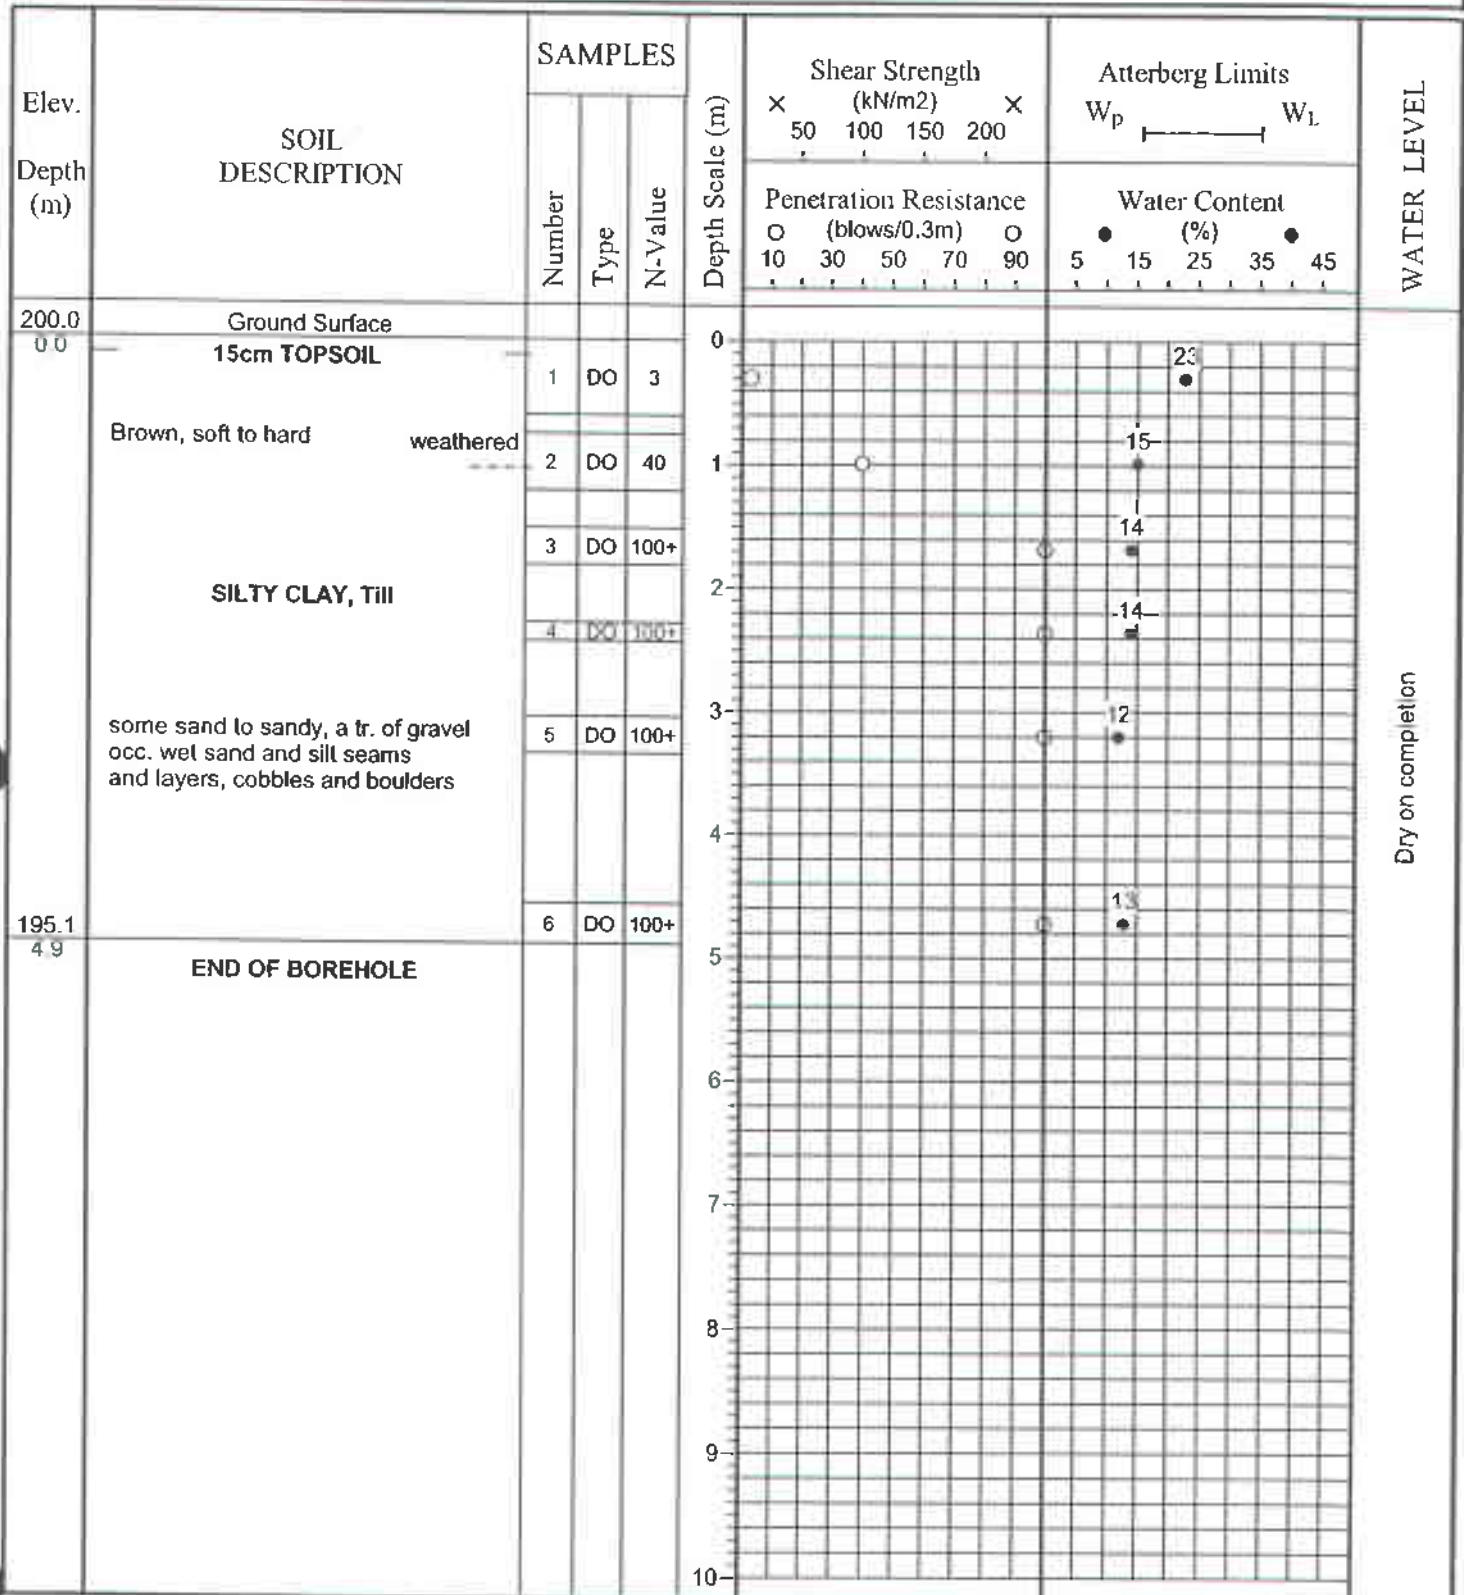 Elev.
Depth
(m)
SOIL
DESCRIPTION
SAMPLES
Number
Type
N-Value
Depth Scale (m)
Shear Strength
× (kN/m2) ×
50 100 150 200
Penetration Resistance
O (blows/0.3m) O
10 30 50 70 90
Atterberg Limits
Wp WL
Water Content
● (%) ●
5 15 25 35 45
WATER LEVEL
200.0 Ground Surface
0.0 15cm TOPSOIL
0
1 DO 3
23
Brown, soft to hard weathered
2 DO 40
1
15
3 DO 100+
14
SILTY CLAY, Till
2
4 DO 100+
14
some sand to sandy, a tr. of gravel
occ. wet sand and silt seams
and layers, cobbles and boulders
3
5 DO 100+
12
4
Dry on completion
195.1
4.9
6 DO 100+
13
END OF BOREHOLE
5
6
7
8
9
10